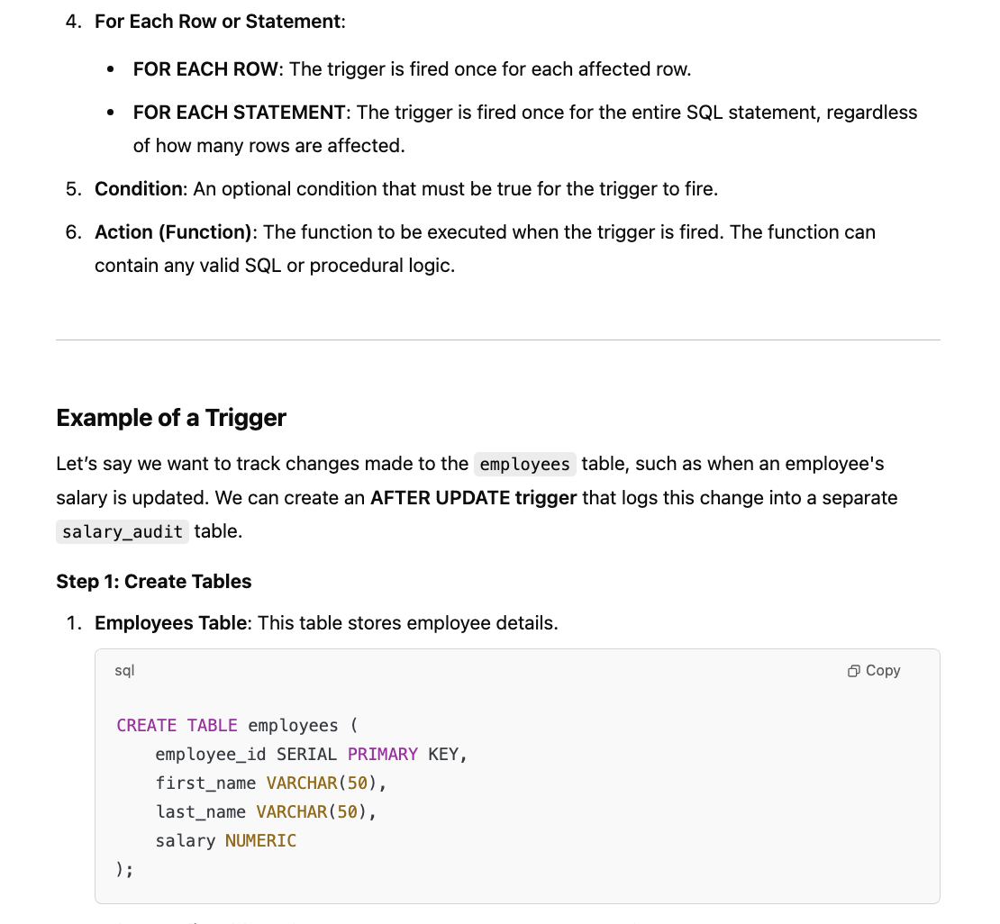 4. For Each Row or Statement:
• FOR EACH ROW: The trigger is fired once for each affected row.
• FOR EACH STATEMENT: The trigger is fired once for the entire SQL statement, regardless
of how many rows are affected.
5. Condition: An optional condition that must be true for the trigger to fire.
6. Action (Function): The function to be executed when the trigger is fired. The function can
contain any valid SQL or procedural logic.
Example of a Trigger
Let’s say we want to track changes made to the employees table, such as when an employee's
salary is updated. We can create an AFTER UPDATE trigger that logs this change into a separate
salary_audit table.
Step 1: Create Tables
1. Employees Table: This table stores employee details.
sql Copy
CREATE TABLE employees (
    employee_id SERIAL PRIMARY KEY,
    first_name VARCHAR(50),
    last_name VARCHAR(50),
    salary NUMERIC
);